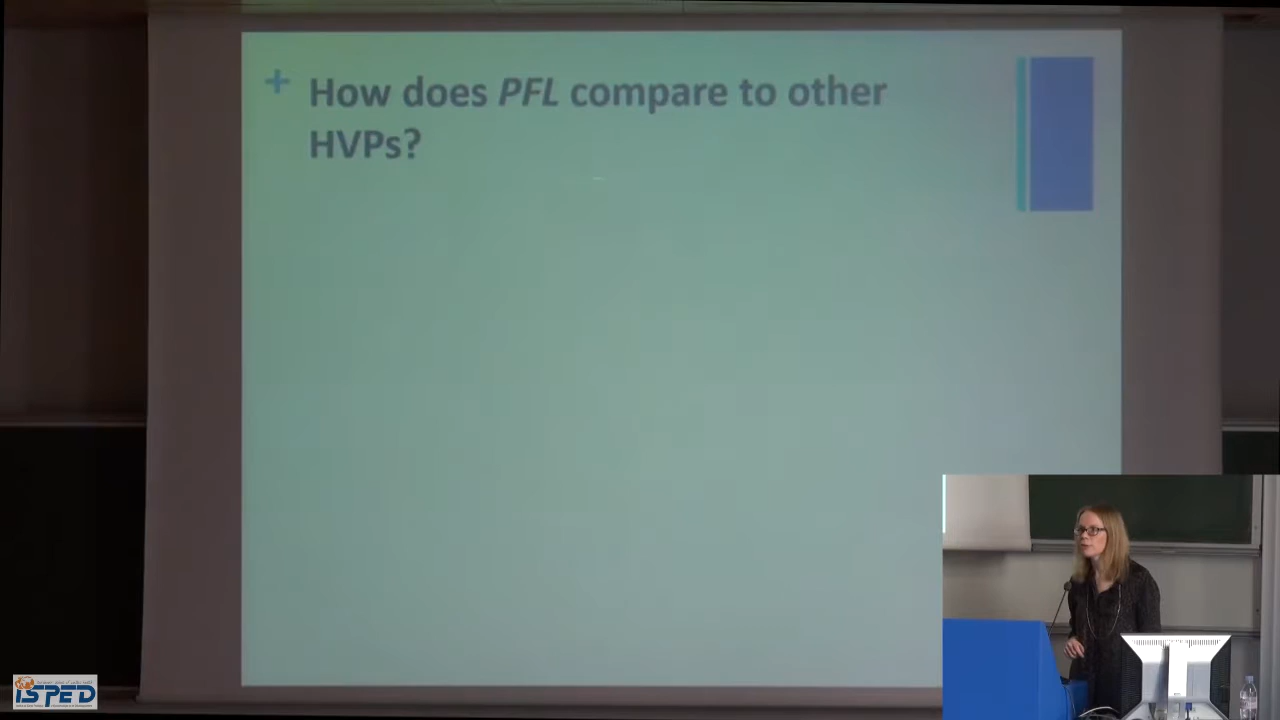 + How does PFL compare to other
HVPs?
ISPED